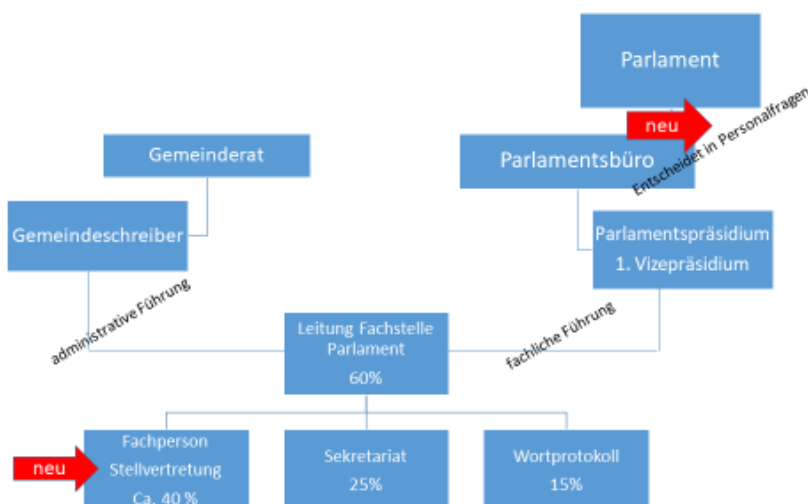 Parlament
neu
Entscheidet in Personalfragen
Gemeinderat
Parlamentsbüro
Gemeindeschreiber
Parlamentspräsidium
1. Vizepräsidium
administrative Führung
fachliche Führung
Leitung Fachstelle
Parlament
60%
neu
Fachperson
Stellvertretung
Ca. 40 %
Sekretariat
25%
Wortprotokoll
15%